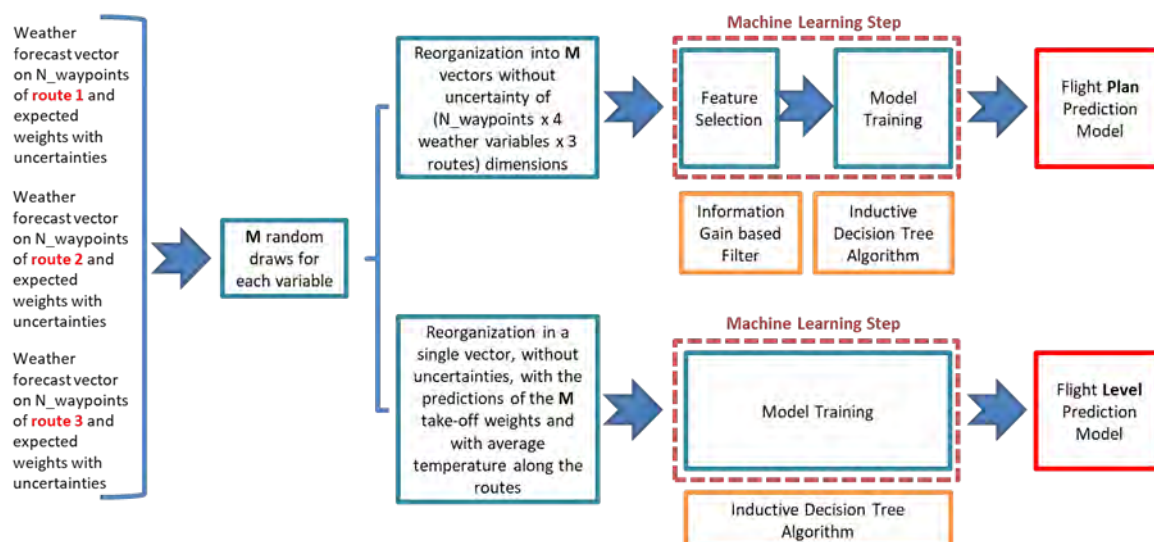 Weather
forecast vector
on N_waypoints
of route 1 and
expected
weights with
uncertainties
Weather
forecast vector
on N_waypoints
of route 2 and
expected
weights with
uncertainties
Weather
forecast vector
on N_waypoints
of route 3 and
expected
weights with
uncertainties
M random
draws for
each variable
Reorganization into M
vectors without
uncertainty of
(N_waypoints x 4
weather variables x 3
routes) dimensions
Machine Learning Step
Feature
Selection
Model
Training
Information
Gain based
Filter
Inductive
Decision Tree
Algorithm
Flight Plan
Prediction
Model
Reorganization in a
single vector, without
uncertainties, with the
predictions of the M
take-off weights and
with average
temperature along the
routes
Machine Learning Step
Model Training
Inductive Decision Tree
Algorithm
Flight Level
Prediction
Model